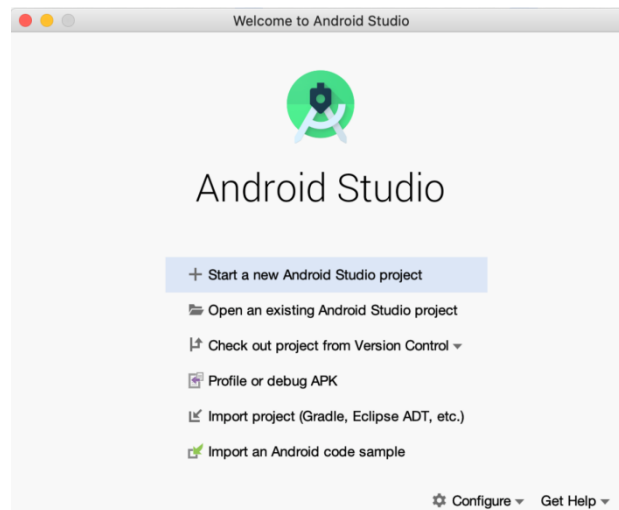 Welcome to Android Studio
Android Studio
Start a new Android Studio project
Open an existing Android Studio project
Check out project from Version Control
Profile or debug APK
Import project (Gradle, Eclipse ADT, etc.)
Import an Android code sample
Configure Get Help